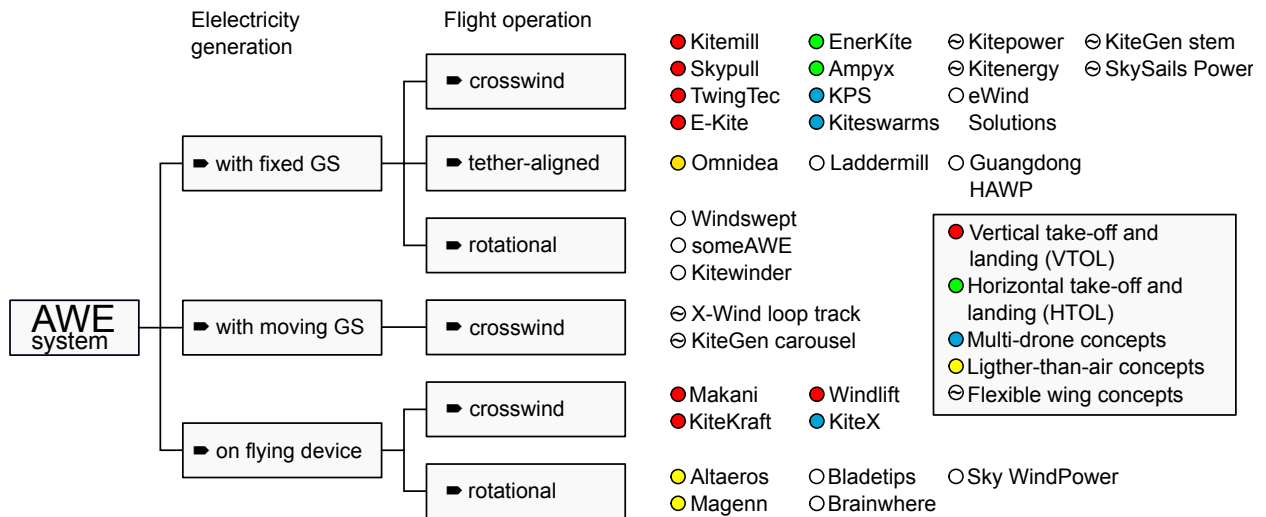 Elelectricity
generation
Flight operation
AWE
system
with fixed GS
with moving GS
on flying device
crosswind
tether-aligned
rotational
crosswind
crosswind
rotational
Kitemill EnerKíte Kitepower KiteGen stem
Skypull Ampyx Kitenergy SkySails Power
TwingTec KPS eWind
E-Kite Kiteswarms Solutions
Omnidea Laddermill Guangdong
HAWP
Windswept
someAWE
Kitewinder
X-Wind loop track
KiteGen carousel
Makani Windlift
KiteKraft KiteX
Altaeros Bladetips Sky WindPower
Magenn Brainwhere
Vertical take-off and
landing (VTOL)
Horizontal take-off and
landing (HTOL)
Multi-drone concepts
Ligther-than-air concepts
Flexible wing concepts